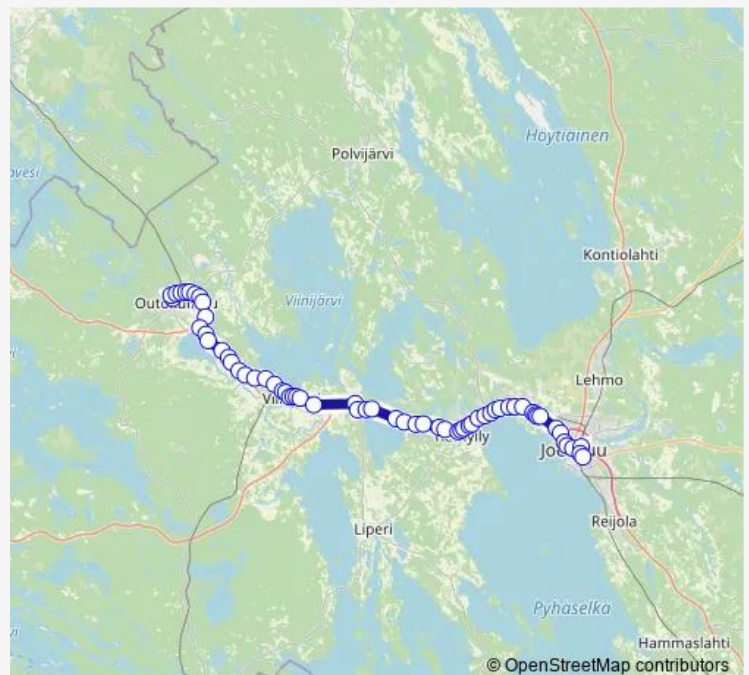 Höytiäinen
Polvijärvi
Kontiolahti
Viinijärvi
Lehmo
Liperi
Reijola
Pyhäselkä
Hammaslahti
© OpenStreetMap contributors